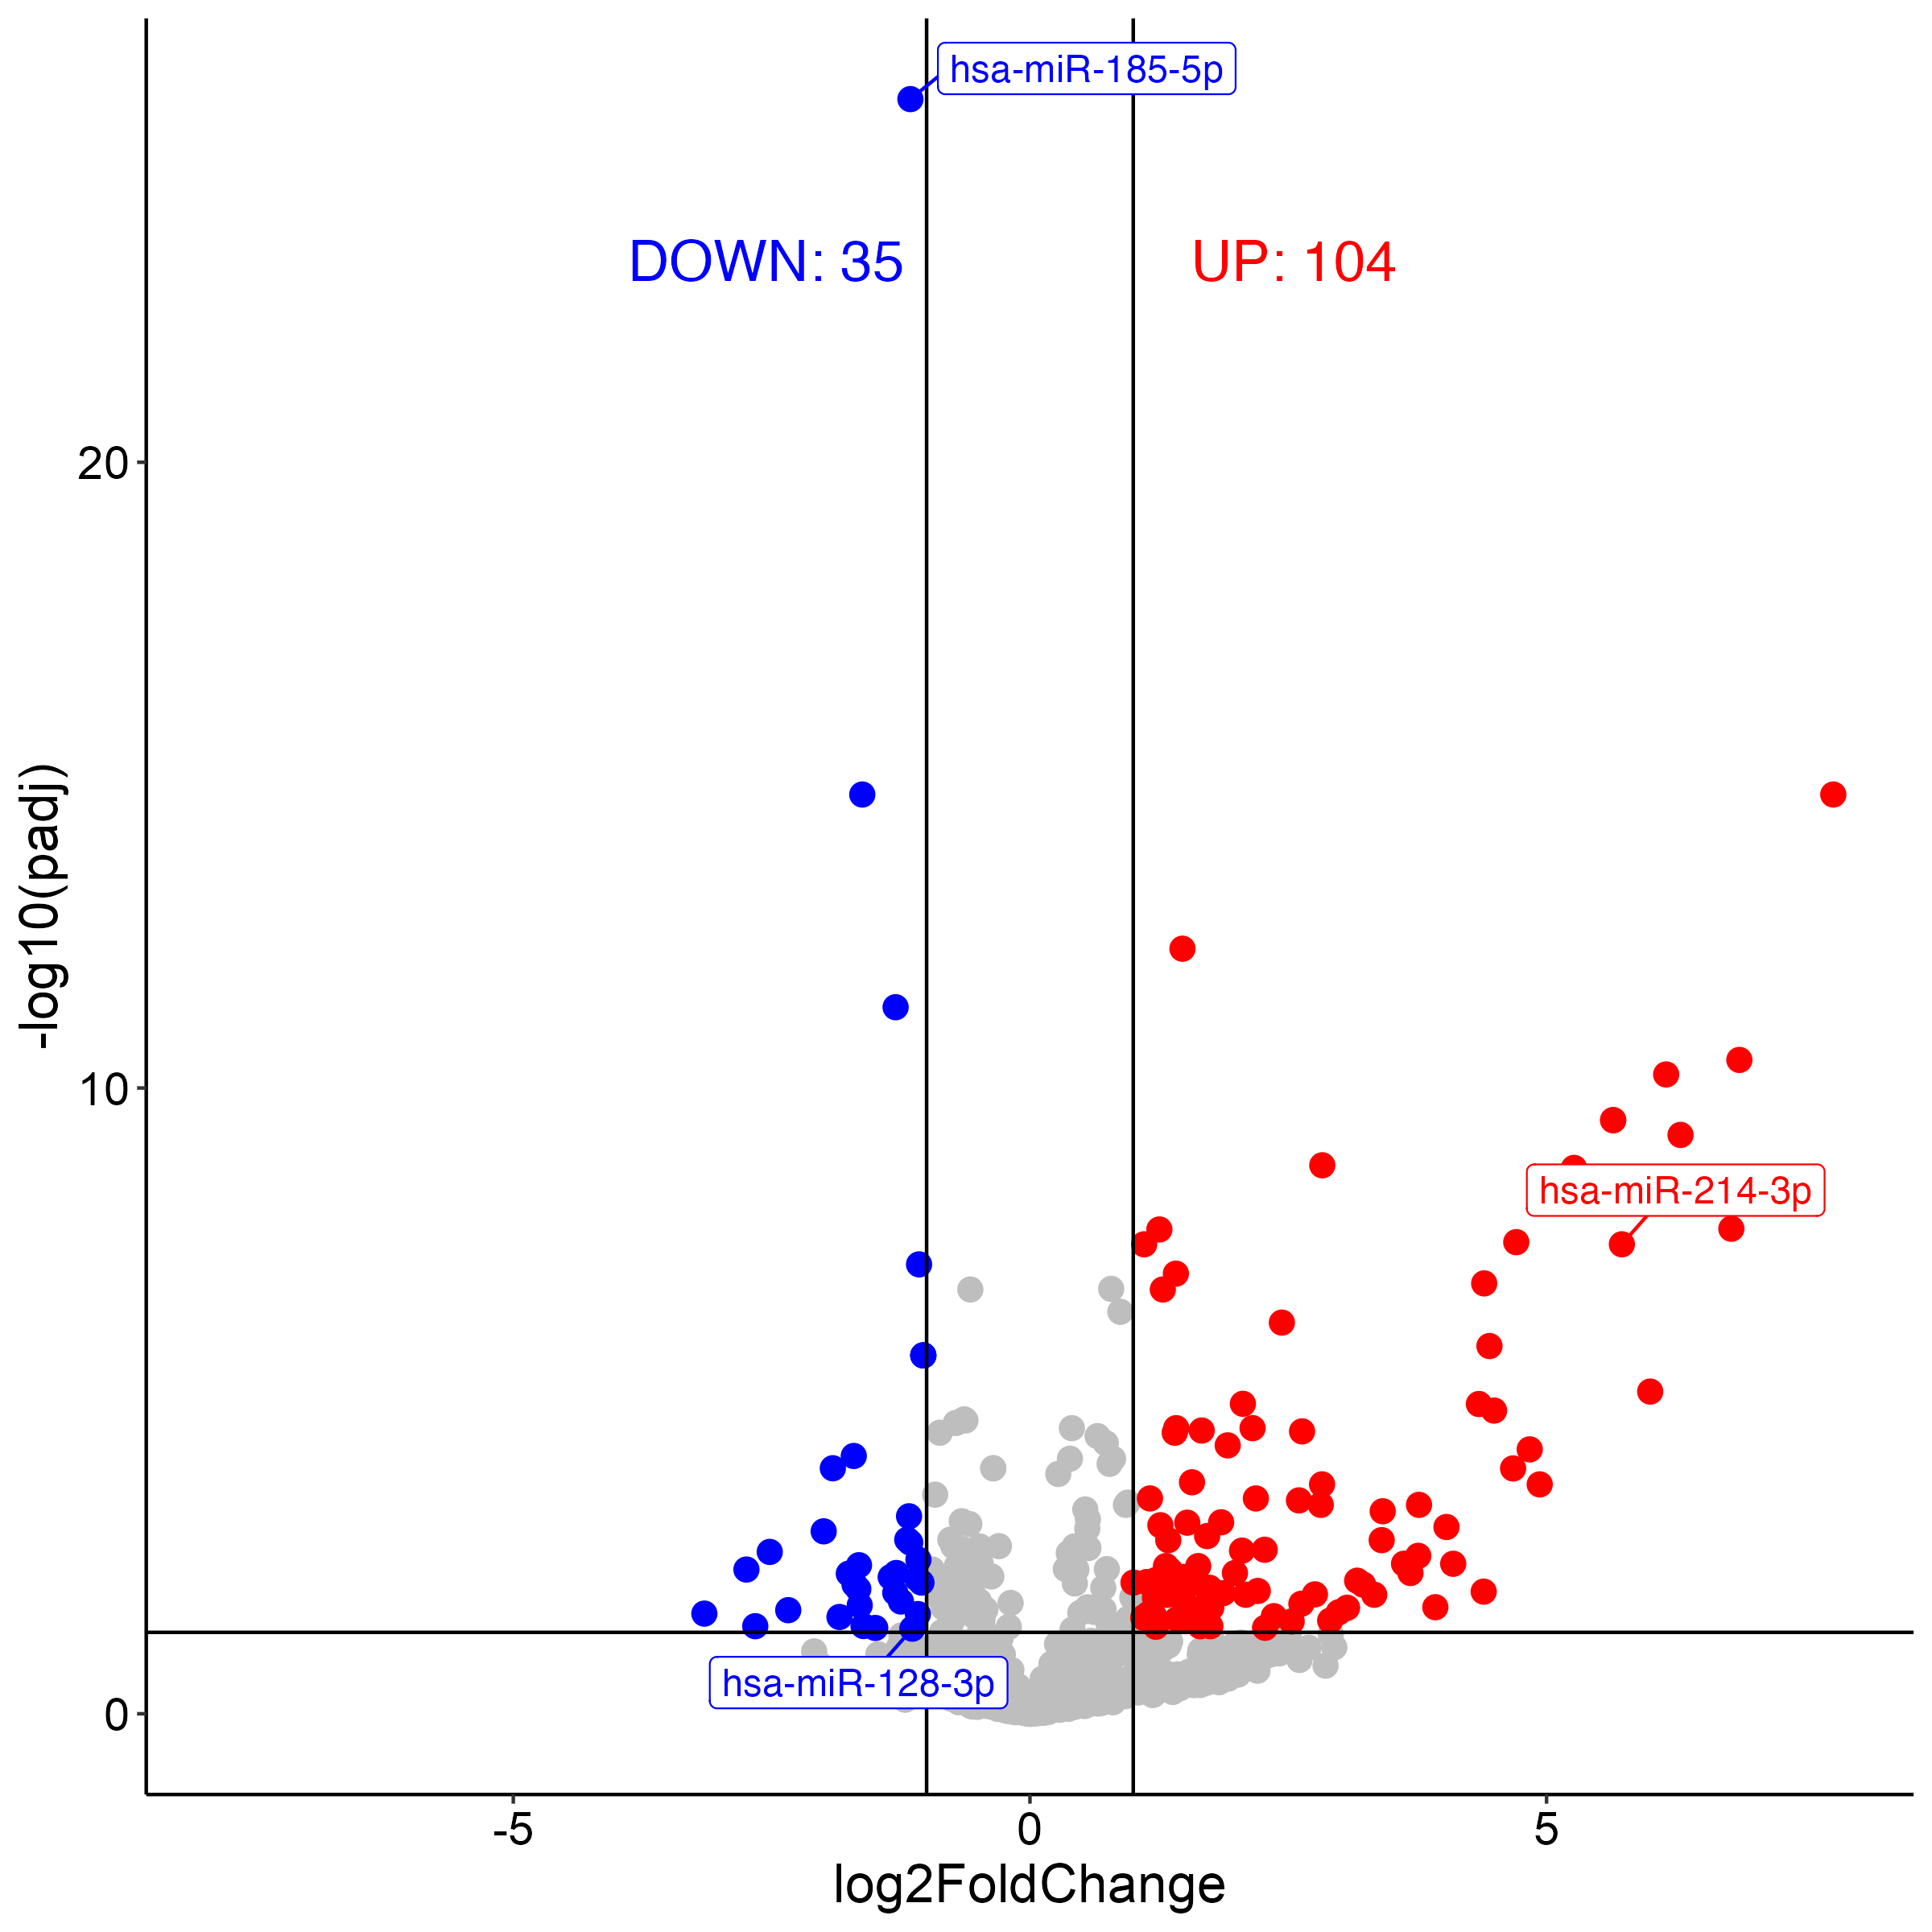 hsa-miR-185-5p
DOWN: 35
UP: 104
20
-log10(padj)
10
hsa-miR-214-3p
hsa-miR-128-3p
0
-5
0
5
log2FoldChange